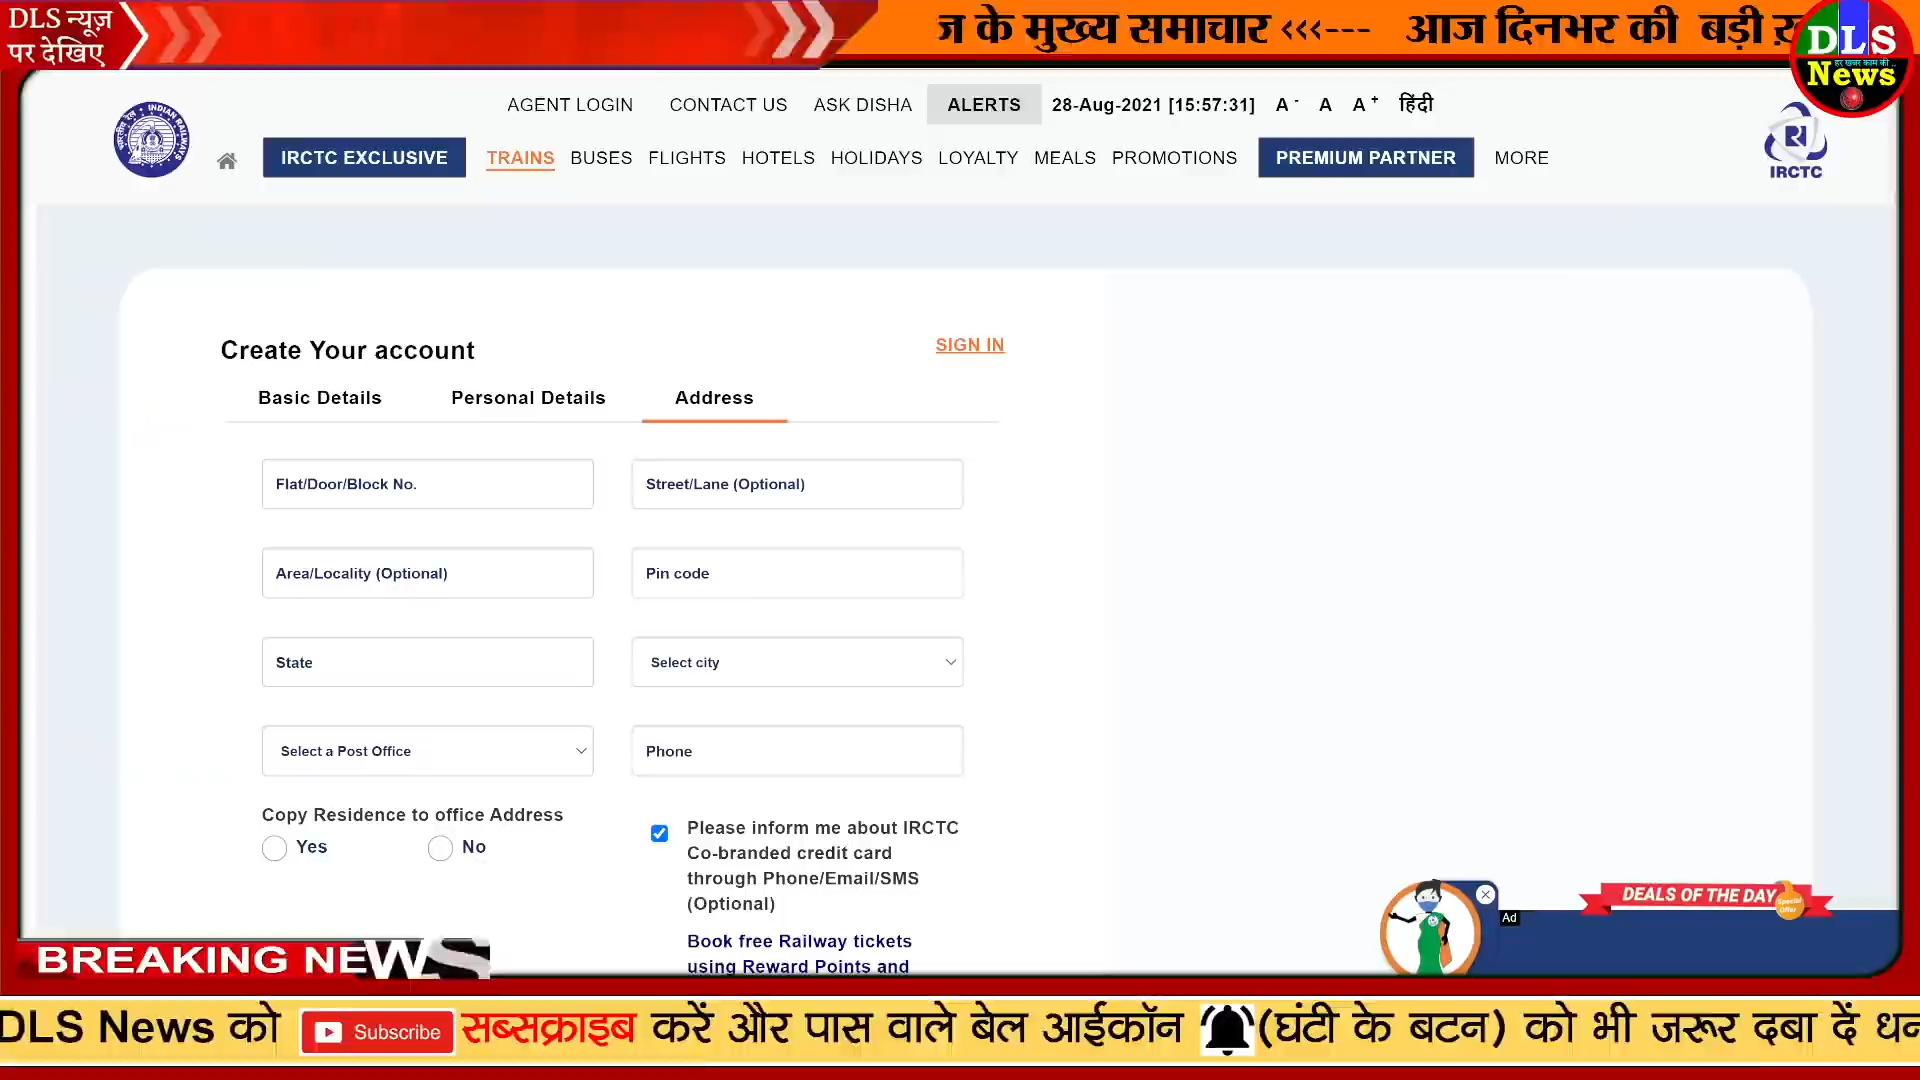 DLS न्यूज़
पर देखिए
ज के मुख्य समाचार <<<--- आज दिनभर की बड़ी
DLS
News
AGENT LOGIN CONTACT US ASK DISHA ALERTS 28-Aug-2021 [15:57:31] A- A A+ हिंदी
INDIAN RAILWAYS
IRCTC EXCLUSIVE TRAINS BUSES FLIGHTS HOTELS HOLIDAYS LOYALTY MEALS PROMOTIONS PREMIUM PARTNER MORE
IRCTC
Create Your account SIGN IN
Basic Details Personal Details Address
Flat/Door/Block No. Street/Lane (Optional)
Area/Locality (Optional) Pin code
State Select city
Select a Post Office Phone
Copy Residence to office Address
Yes No
Please inform me about IRCTC
Co-branded credit card
through Phone/Email/SMS
(Optional)
Book free Railway tickets
using Reward Points and
DEALS OF THE DAY Special Offer
Ad
BREAKING NEWS
DLS News को Subscribe सब्सक्राइब करें और पास वाले बेल आईकॉन (घंटी के बटन) को भी जरूर दबा दें